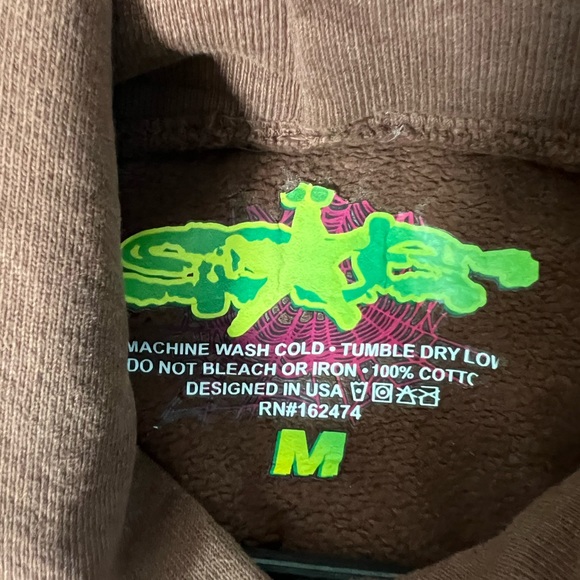 MACHINE WASH COLD • TUMBLE DRY LOW
DO NOT BLEACH OR IRON • 100% COTTO
DESIGNED IN USA
RN#162474
M